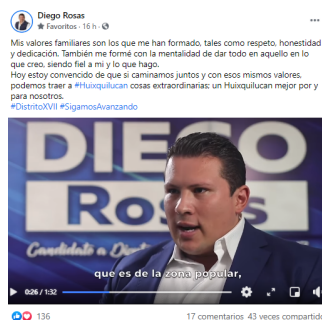 Diego Rosas
Favoritos · 16 h ·
Mis valores familiares son los que me han formado, tales como respeto, honestidad
y dedicación. También me formé con la mentalidad de dar todo en aquello en lo
que creo, siendo fiel a mi y lo que hago.
Hoy estoy convencido de que si caminamos juntos y con esos mismos valores,
podemos traer a #Huixquilucan cosas extraordinarias; un Huixquilucan mejor por y
para nosotros.
#DistritoXVII #SigamosAvanzando
DIEGO
Ros
Candidato a Di
que es de la zona popular,
0:26 / 1:32
136
17 comentarios 43 veces compartido